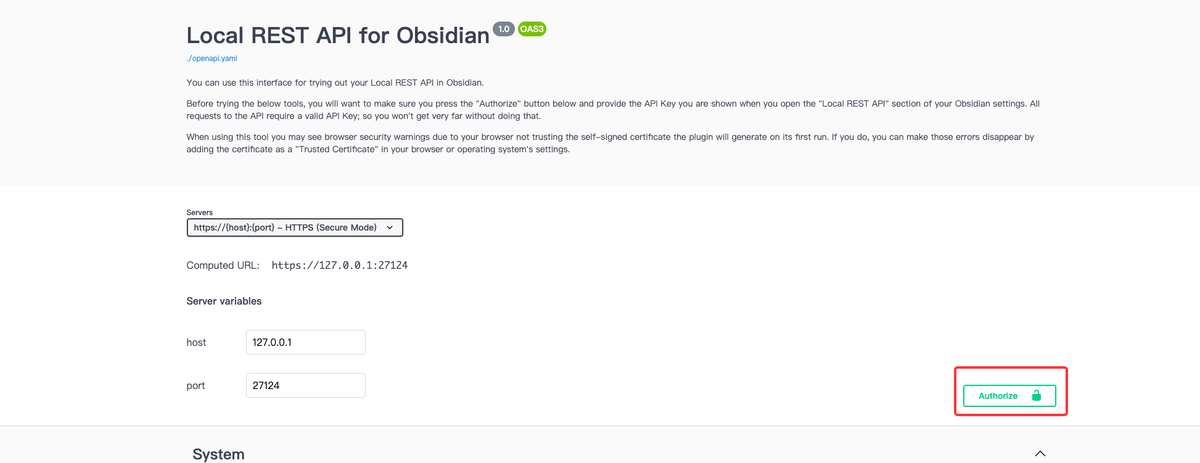 Local REST API for Obsidian 1.0 OAS3
./openapi.yaml
You can use this interface for trying out your Local REST API in Obsidian.
Before trying the below tools, you will want to make sure you press the "Authorize" button below and provide the API Key you are shown when you open the "Local REST API" section of your Obsidian settings. All
requests to the API require a valid API Key; so you won't get very far without doing that.
When using this tool you may see browser security warnings due to your browser not trusting the self-signed certificate the plugin will generate on its first run. If you do, you can make those errors disappear by
adding the certificate as a "Trusted Certificate" in your browser or operating system's settings.
Servers
https://{host}:{port} - HTTPS (Secure Mode)
Computed URL: https://127.0.0.1:27124
Server variables
host 127.0.0.1
port 27124
Authorize
System